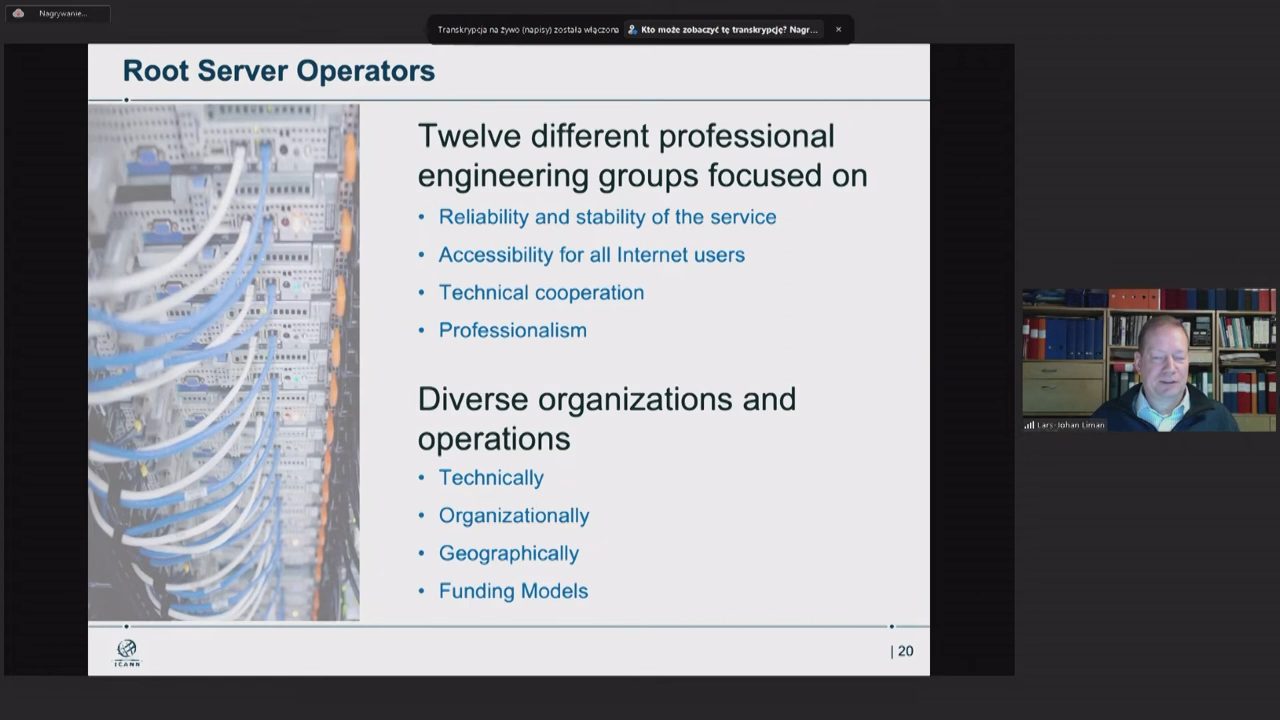 Nagrywanie...
Transkrypcja na żywo (napisy) została włączona Kto może zobaczyć tę transkrypcję? Nagr... ×
Root Server Operators
Twelve different professional
engineering groups focused on
• Reliability and stability of the service
• Accessibility for all Internet users
• Technical cooperation
• Professionalism
Diverse organizations and
operations
• Technically
• Organizationally
• Geographically
• Funding Models
ICANN
| 20
Lars-Johan Liman